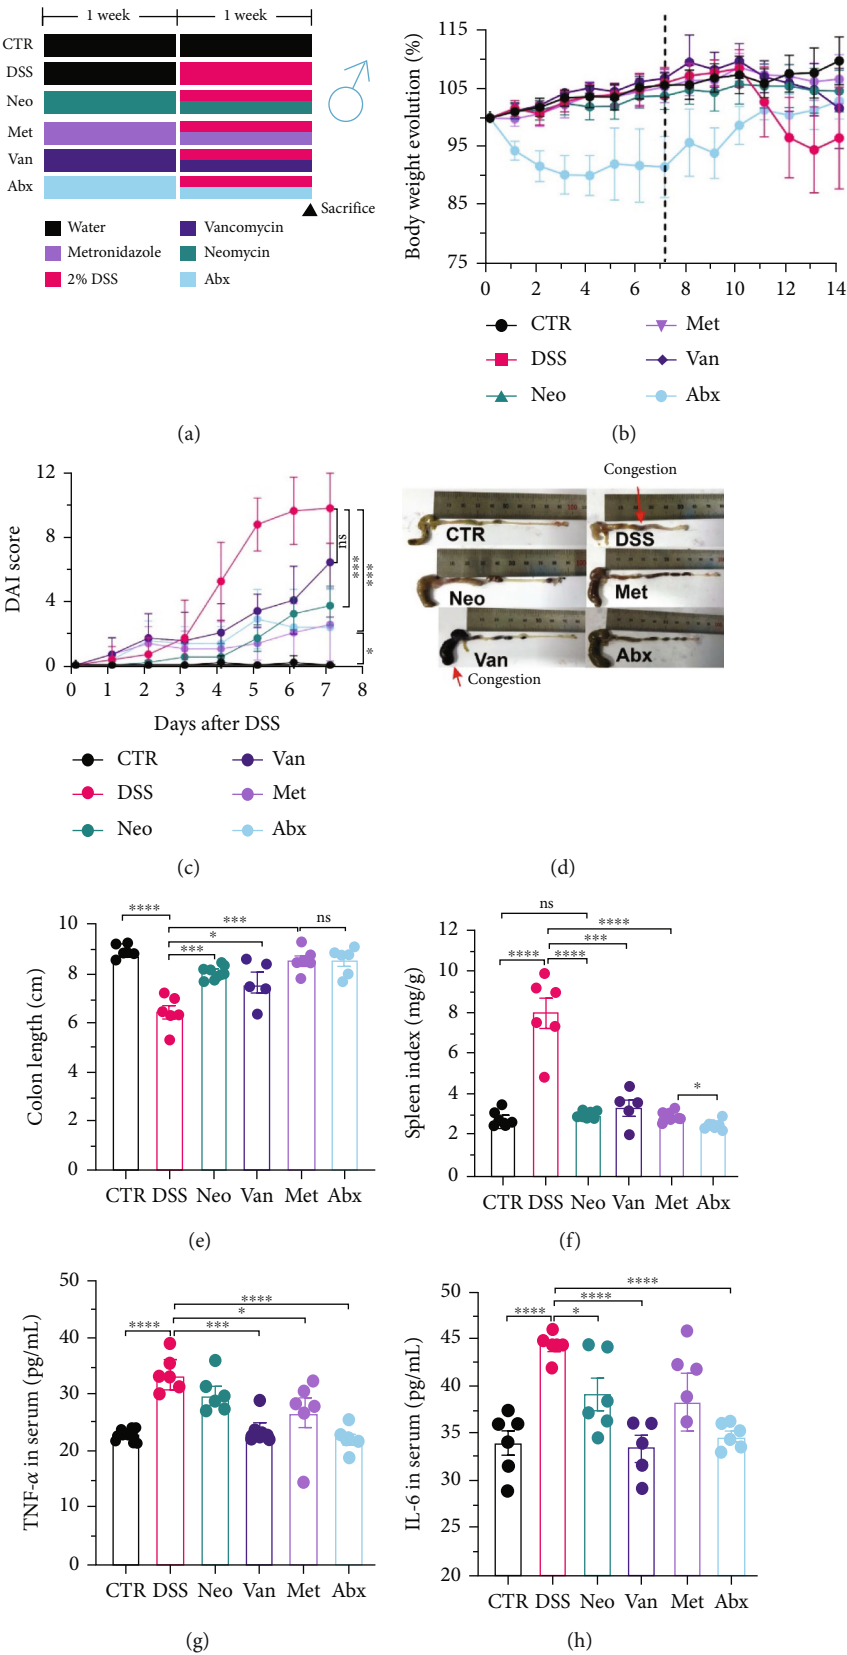 1 week 1 week
CTR
DSS
Neo
Met
Van
Abx
Sacrifice
Water Vancomycin
Metronidazole Neomycin
2% DSS Abx
(a)
Body weight evolution (%)
115
105
95
85
75
0 2 4 6 8 10 12 14
CTR Met
DSS Van
Neo Abx
(b)
DAI score
12
8
4
0
ns
***
***
*
0 1 2 3 4 5 6 7 8
Days after DSS
CTR Van
DSS Met
Neo Abx
(c)
Congestion
CTR DSS
Neo Met
Van Abx
Congestion
(d)
Colon length (cm)
10
8
6
4
2
0
**** *** ns
*
***
CTR DSS Neo Van Met Abx
(e)
Spleen index (mg/g)
12
10
8
6
4
2
0
ns
****
***
**** ****
*
CTR DSS Neo Van Met Abx
(f)
TNF-α in serum (pg/mL)
50
40
30
20
10
0
****
*
**** ***
CTR DSS Neo Van Met Abx
(g)
IL-6 in serum (pg/mL)
50
45
40
35
30
25
20
****
****
**** *
CTR DSS Neo Van Met Abx
(h)